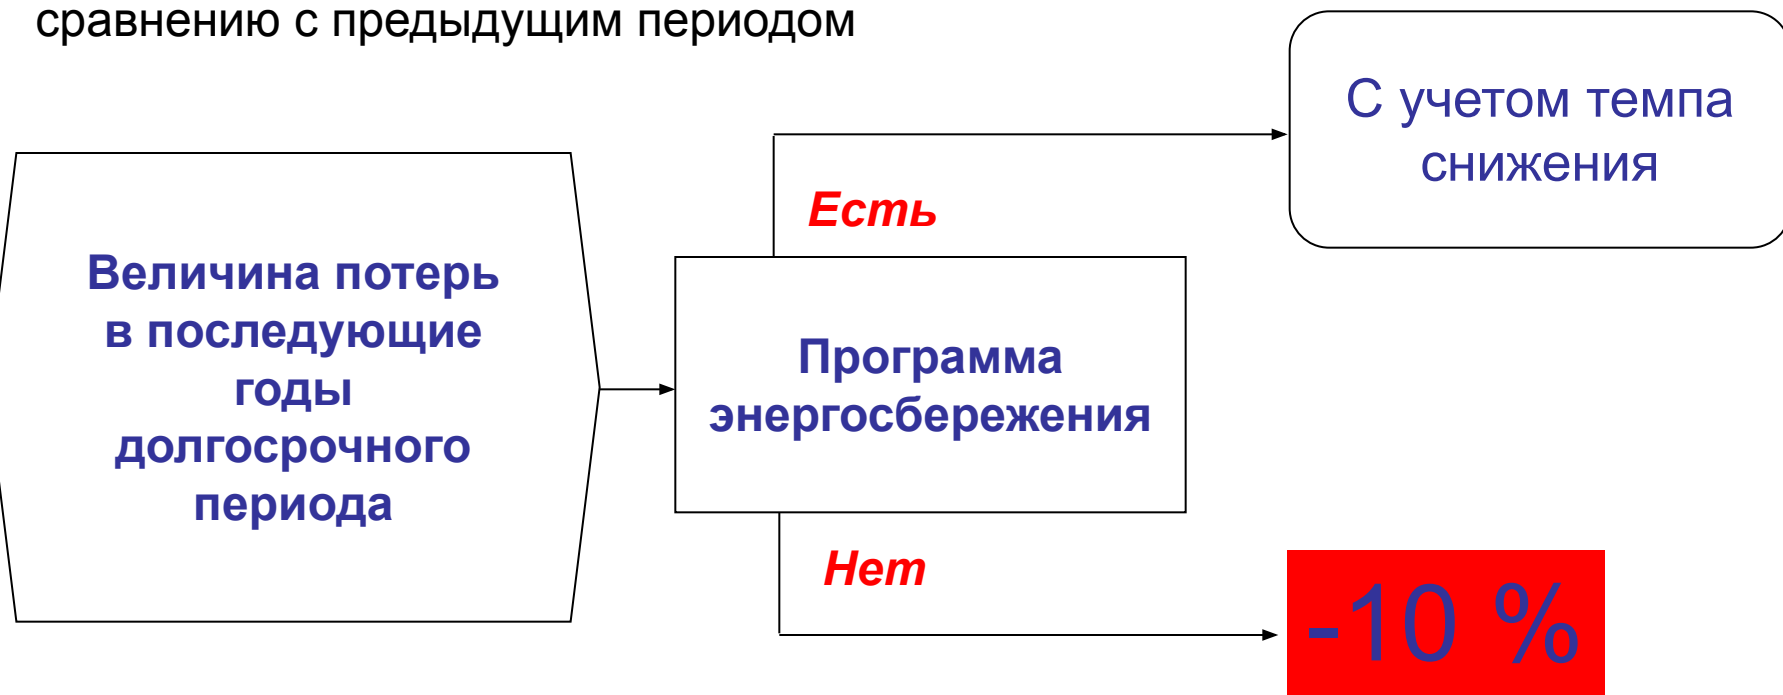 сравнению с предыдущим периодом
С учетом темпа
снижения
Есть
Величина потерь
в последующие
годы
долгосрочного
периода
Программа
энергосбережения
Нет
-10 %